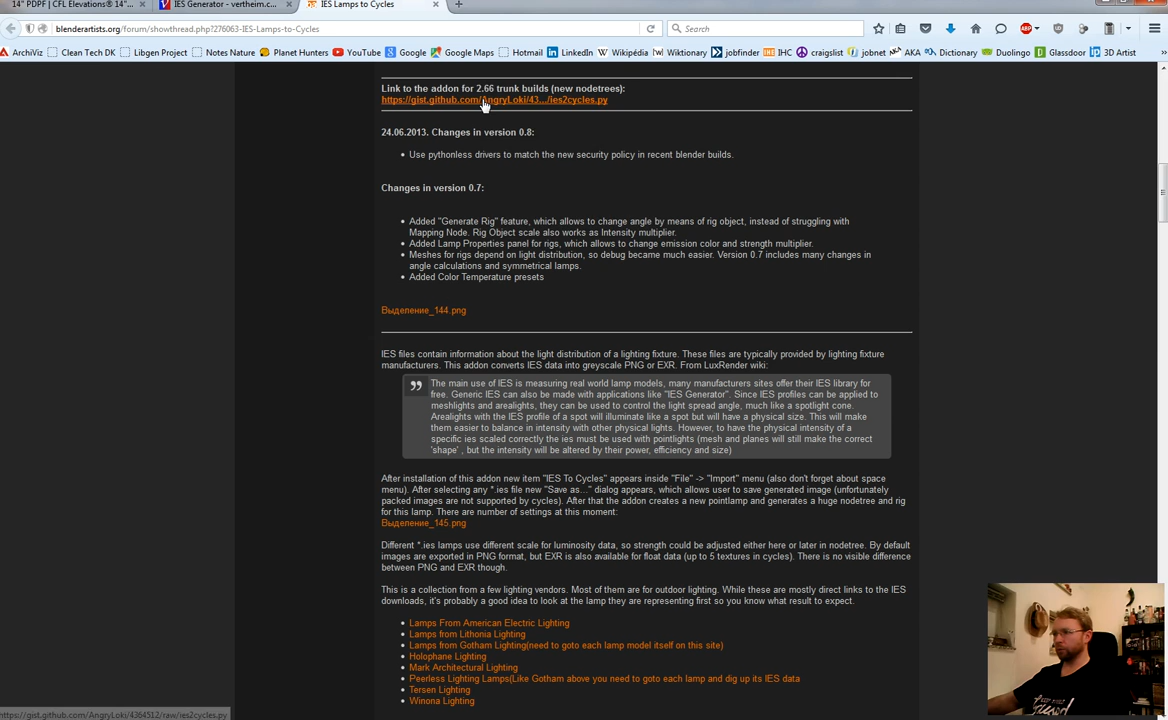 14" PDPF | CFL Elevations® 14"...
IES Generator - vertheim.c...
IES Lamps to Cycles
blenderartists.org/forum/showthread.php?276063-IES-Lamps-to-Cycles
Search
ArchViz
Clean Tech DK
Libgen Project
Notes Nature
Planet Hunters
YouTube
Google
Google Maps
Hotmail
LinkedIn
Wikipédia
Wiktionary
jobfinder
IHC
craigslist
jobnet
AKA
Dictionary
Duolingo
Glassdoor
3D Artist
Link to the addon for 2.66 trunk builds (new nodetrees):
https://gist.github.com/AngryLoki/43.../ies2cycles.py
24.06.2013. Changes in version 0.8:
• Use pythonless drivers to match the new security policy in recent blender builds.
Changes in version 0.7:
• Added "Generate Rig" feature, which allows to change angle by means of rig object, instead of struggling with
Mapping Node. Rig Object scale also works as Intensity multiplier.
• Added Lamp Properties panel for rigs, which allows to change emission color and strength multiplier.
• Meshes for rigs depend on light distribution, so debug became much easier. Version 0.7 includes many changes in
angle calculations and symmetrical lamps.
• Added Color Temperature presets
Выделение_144.png
IES files contain information about the light distribution of a lighting fixture. These files are typically provided by lighting fixture
manufacturers. This addon converts IES data into greyscale PNG or EXR. From LuxRender wiki:
The main use of IES is measuring real world lamp models, many manufacturers sites offer their IES library for
free. Generic IES can also be made with applications like "IES Generator". Since IES profiles can be applied to
meshlights and arealights, they can be used to control the light spread angle, much like a spotlight cone.
Arealights with the IES profile of a spot will illuminate like a spot but will have a physical size. This will make
them easier to balance in intensity with other physical lights. However, to have the physical intensity of a
specific ies scaled correctly the ies must be used with pointlights (mesh and planes will still make the correct
'shape' , but the intensity will be altered by their power, efficiency and size)
After installation of this addon new item "IES To Cycles" appears inside "File" -> "Import" menu (also don't forget about space
menu). After selecting any *.ies file new "Save as..." dialog appears, which allows user to save generated image (unfortunately
packed images are not supported by cycles). After that the addon creates a new pointlamp and generates a huge nodetree and rig
for this lamp. There are number of settings at this moment:
Выделение_145.png
Different *.ies lamps use different scale for luminosity data, so strength could be adjusted either here or later in nodetree. By default
images are exported in PNG format, but EXR is also available for float data (up to 5 textures in cycles). There is no visible difference
between PNG and EXR though.
This is a collection from a few lighting vendors. Most of them are for outdoor lighting. While these are mostly direct links to the IES
downloads, it's probably a good idea to look at the lamp they are representing first so you know what result to expect.
• Lamps From American Electric Lighting
• Lamps from Lithonia Lighting
• Lamps from Gotham Lighting(need to goto each lamp model itself on this site)
• Holophane Lighting
• Mark Architectural Lighting
• Peerless Lighting Lamps(Like Gotham above you need to goto each lamp and dig up its IES data
• Tersen Lighting
• Winona Lighting
https://gist.github.com/AngryLoki/4364512/raw/ies2cycles.py